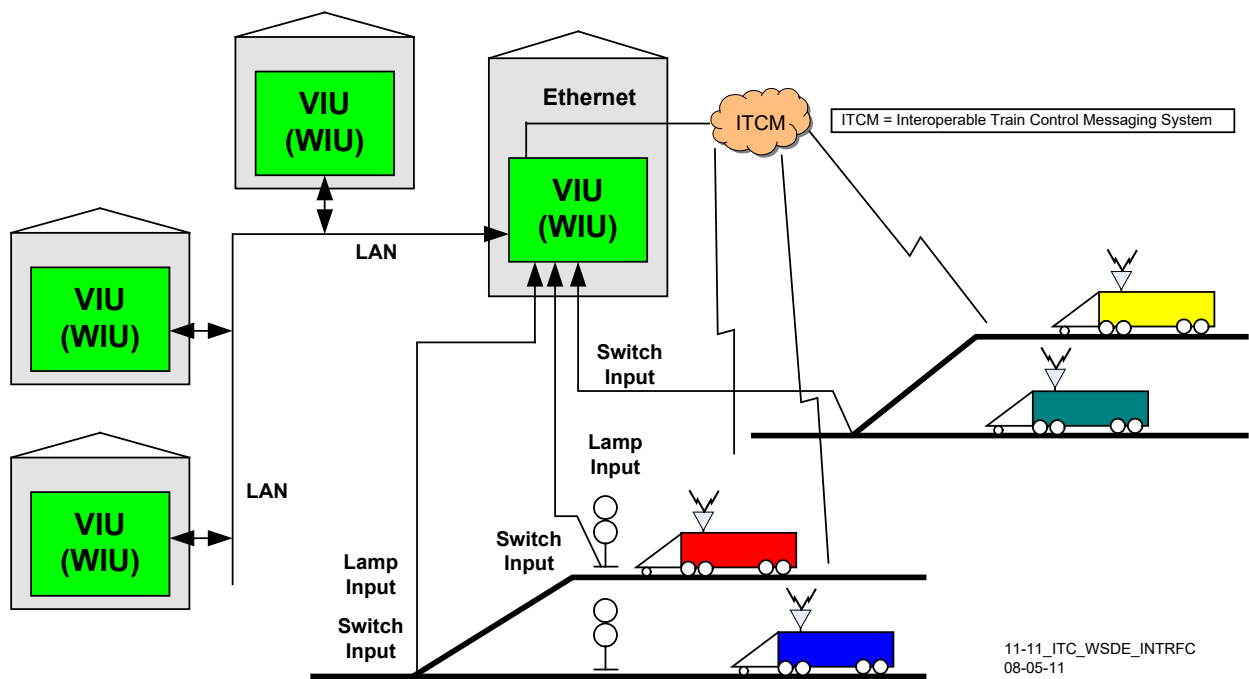 VIU
(WIU)
Ethernet
ITCM
ITCM = Interoperable Train Control Messaging System
VIU
(WIU)
LAN
VIU
(WIU)
Switch
Input
Lamp
Input
VIU
(WIU)
LAN
Switch
Input
Lamp
Input
Switch
Input
11-11_ITC_WSDE_INTRFC
08-05-11